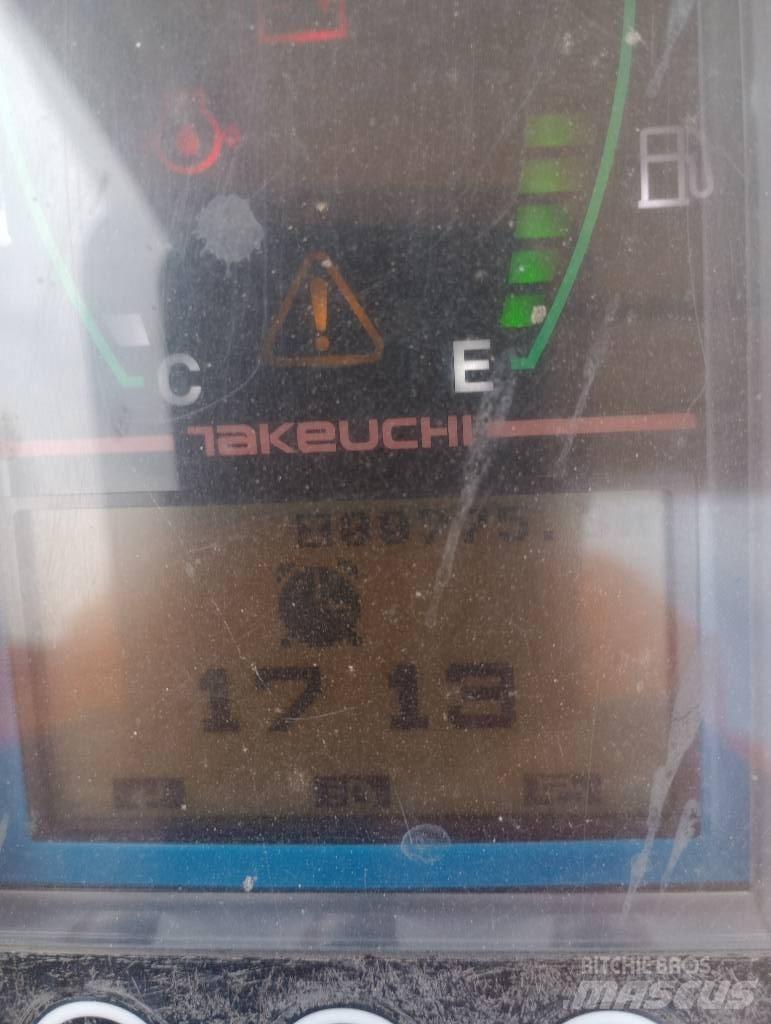 C
E
TAKEUCHI
17 13
RITCHIE BROS
MASCUS